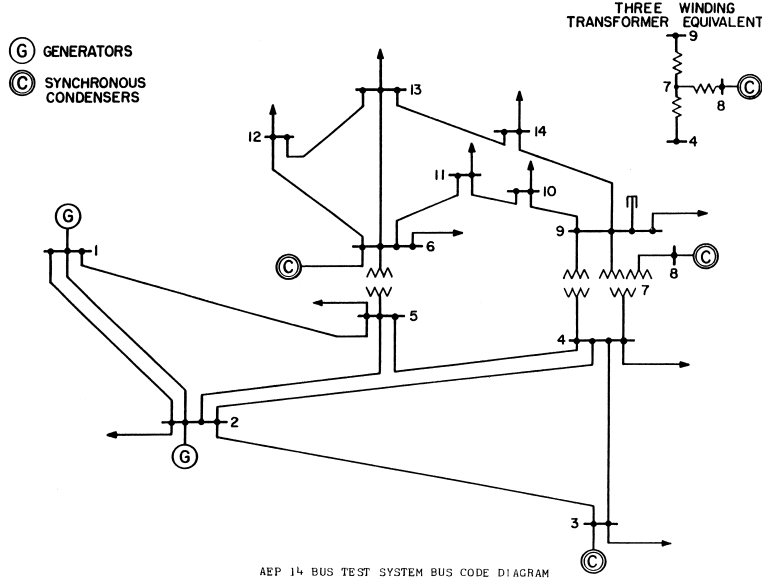 THREE WINDING
TRANSFORMER EQUIVALENT
9
7
C
8
4
G GENERATORS
C SYNCHRONOUS
CONDENSERS
13
12
14
11
10
G
1
9
6
C
8
C
7
5
4
2
G
3
C
AEP 14 BUS TEST SYSTEM BUS CODE DIAGRAM